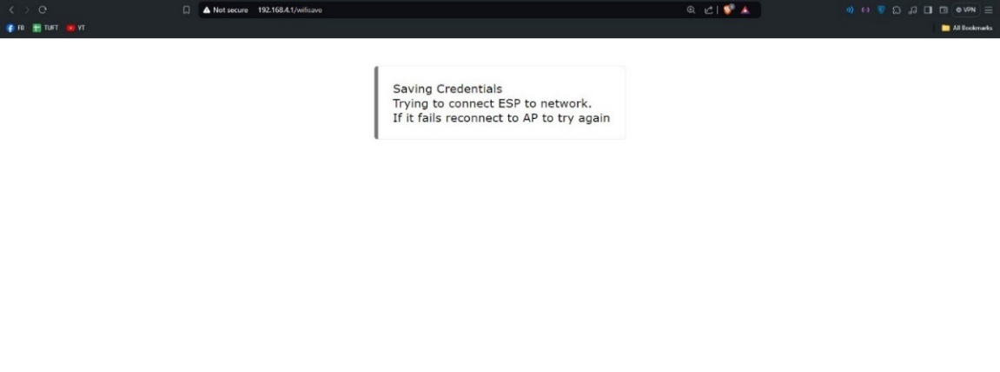 Not secure 192.168.4.1/wifisave
VPN
FB TUFT YT
All Bookmarks
Saving Credentials
Trying to connect ESP to network.
If it fails reconnect to AP to try again